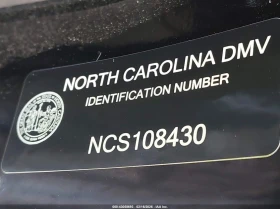 NORTH CAROLINA DMV
IDENTIFICATION NUMBER
NCS108430